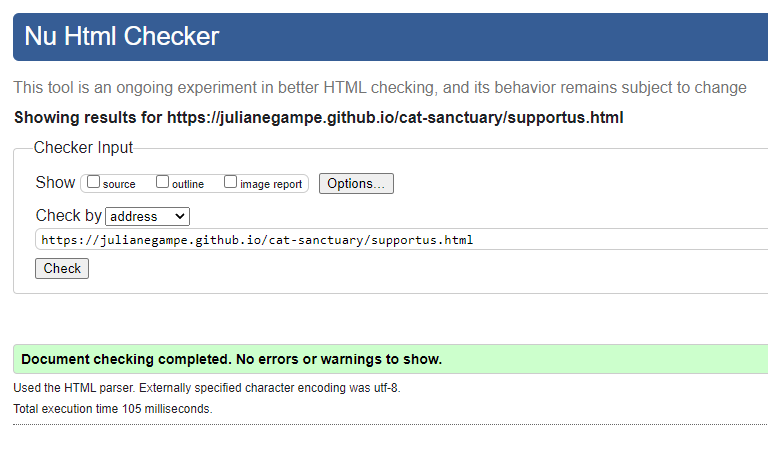 Nu Html Checker
This tool is an ongoing experiment in better HTML checking, and its behavior remains subject to change
Showing results for https://julianegampe.github.io/cat-sanctuary/supportus.html
Checker Input
Show source outline image report Options...
Check by address
https://julianegampe.github.io/cat-sanctuary/supportus.html
Check
Document checking completed. No errors or warnings to show.
Used the HTML parser. Externally specified character encoding was utf-8.
Total execution time 105 milliseconds.